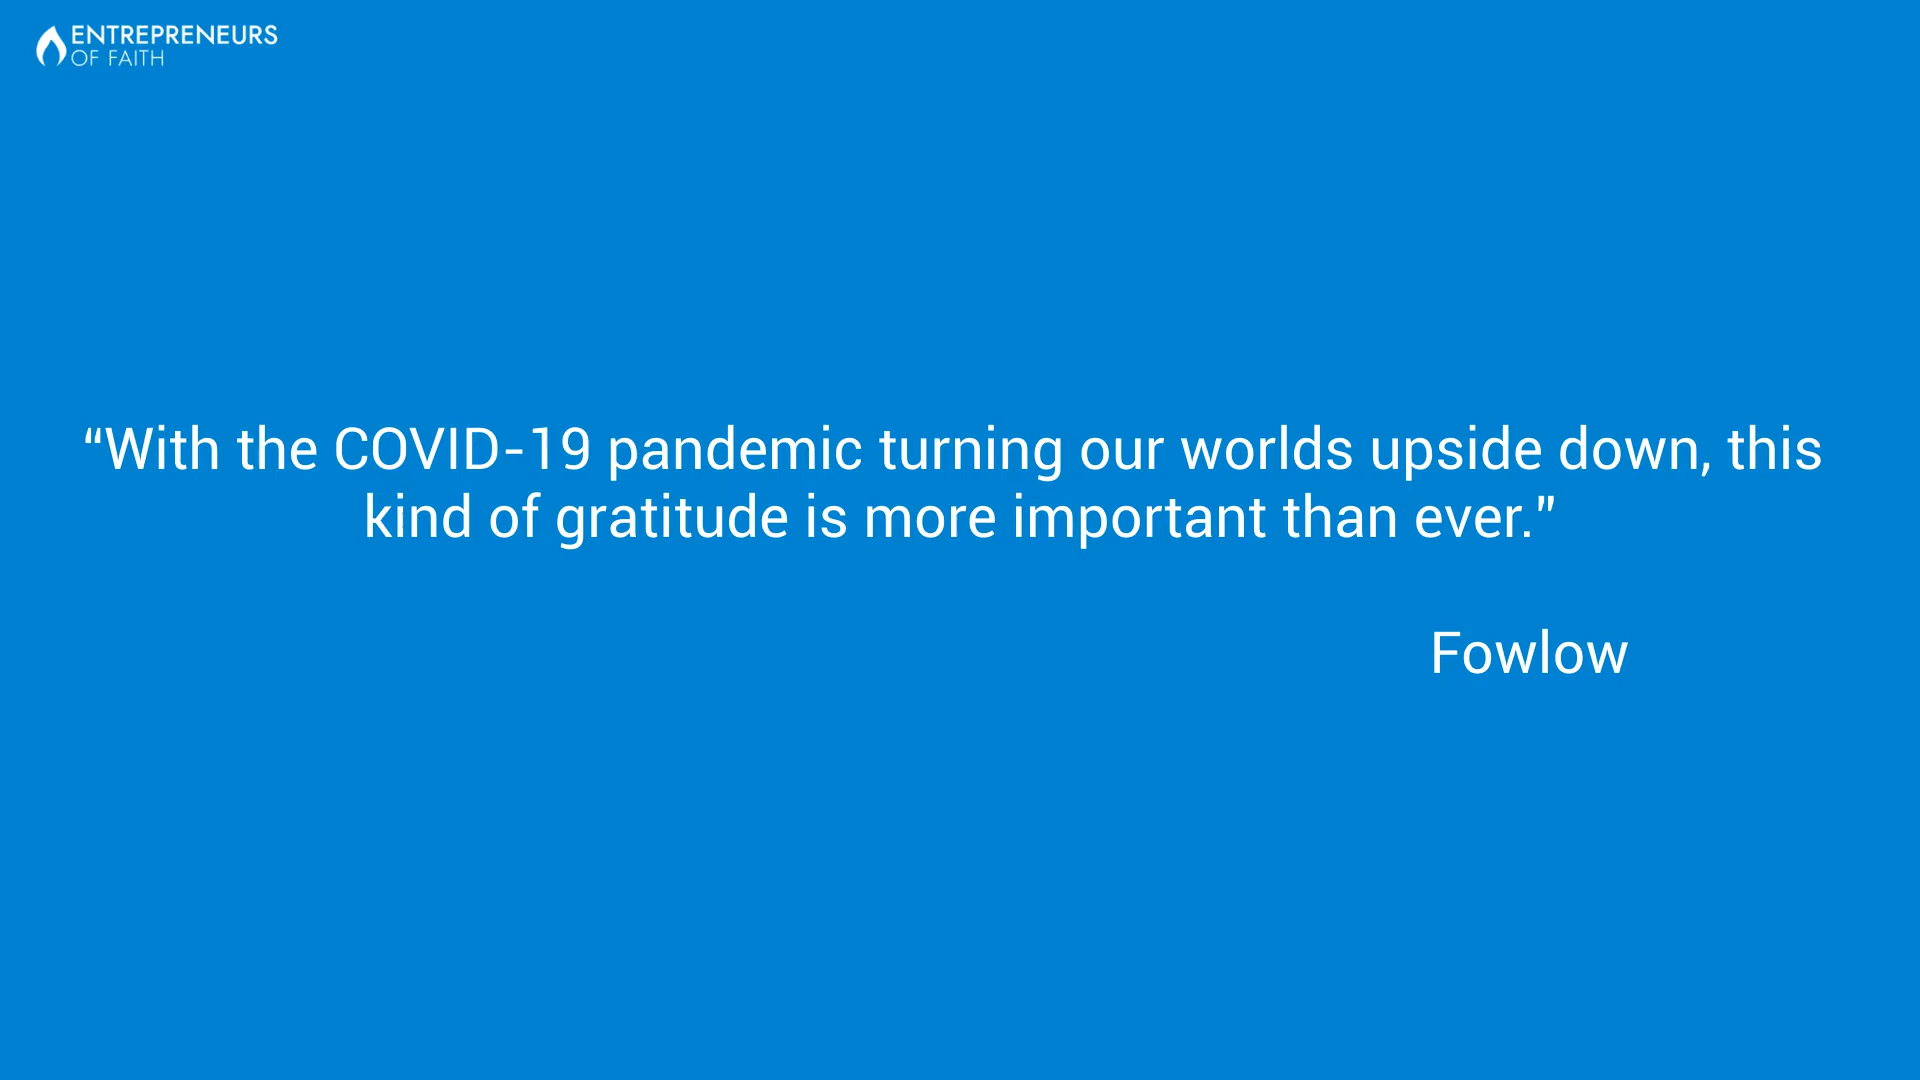 ENTREPRENEURS
OF FAITH
“With the COVID-19 pandemic turning our worlds upside down, this
kind of gratitude is more important than ever.”
Fowlow